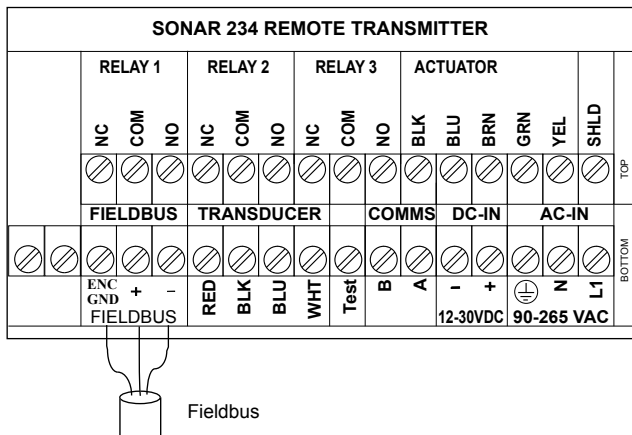 SONAR 234 REMOTE TRANSMITTER
RELAY 1 RELAY 2 RELAY 3 ACTUATOR
NC COM NO NC COM NO NC COM NO BLK BLU BRN GRN YEL SHLD
TOP
FIELDBUS TRANSDUCER COMMS DC-IN AC-IN
BOTTOM
ENC GND + – RED BLK BLU WHT Test B A – + N L1
FIELDBUS 12-30VDC 90-265 VAC
Fieldbus